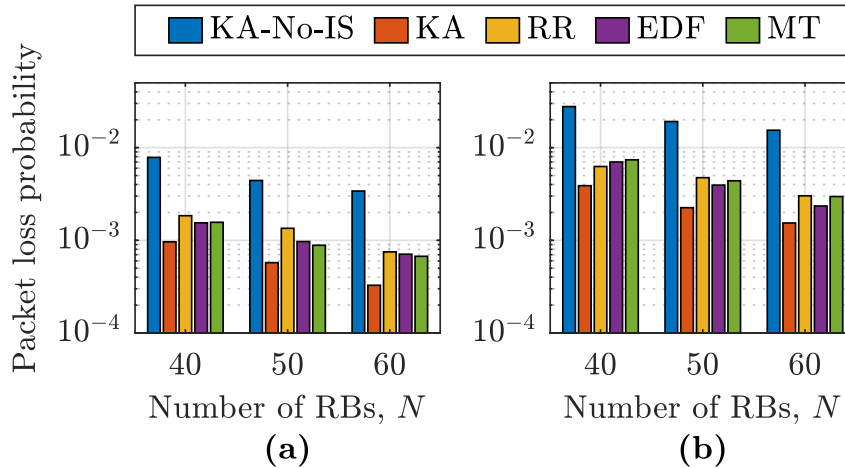 KA-No-IS KA RR EDF MT
Packet loss probability
10⁻²
10⁻³
10⁻⁴
40 50 60
Number of RBs, N
(a)
10⁻²
10⁻³
10⁻⁴
40 50 60
Number of RBs, N
(b)